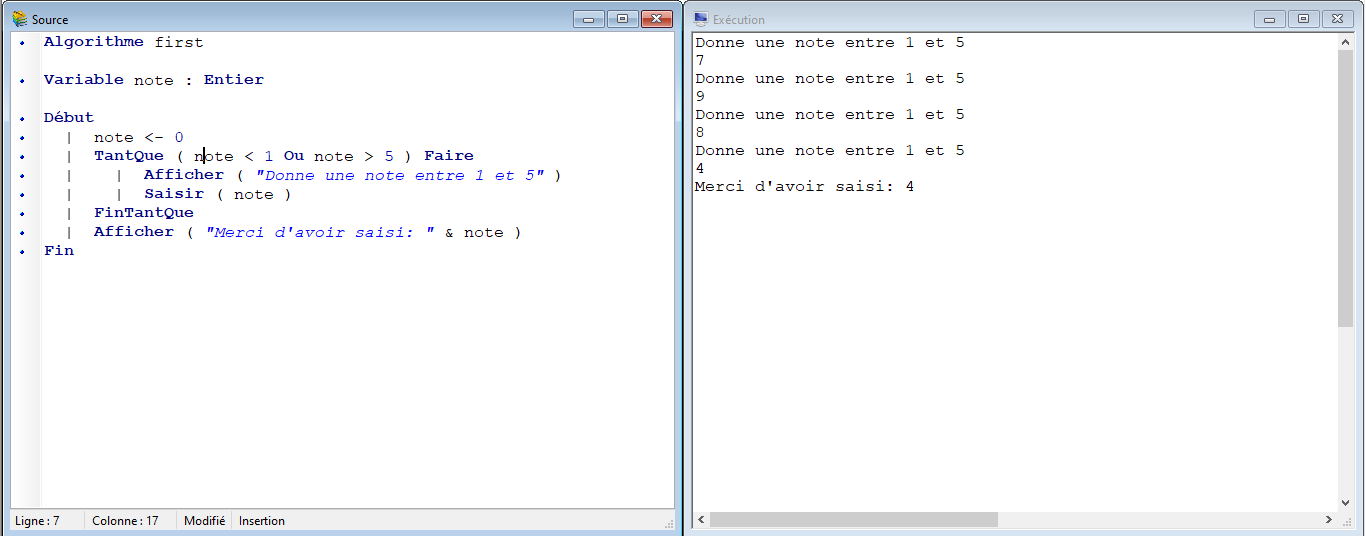 Source
Algorithme first
Variable note : Entier
Début
note <- 0
TantQue ( note < 1 Ou note > 5 ) Faire
Afficher ( "Donne une note entre 1 et 5" )
Saisir ( note )
FinTantQue
Afficher ( "Merci d'avoir saisi: " & note )
Fin
Ligne : 7 Colonne : 17 Modifié Insertion
Exécution
Donne une note entre 1 et 5
7
Donne une note entre 1 et 5
9
Donne une note entre 1 et 5
8
Donne une note entre 1 et 5
4
Merci d'avoir saisi: 4